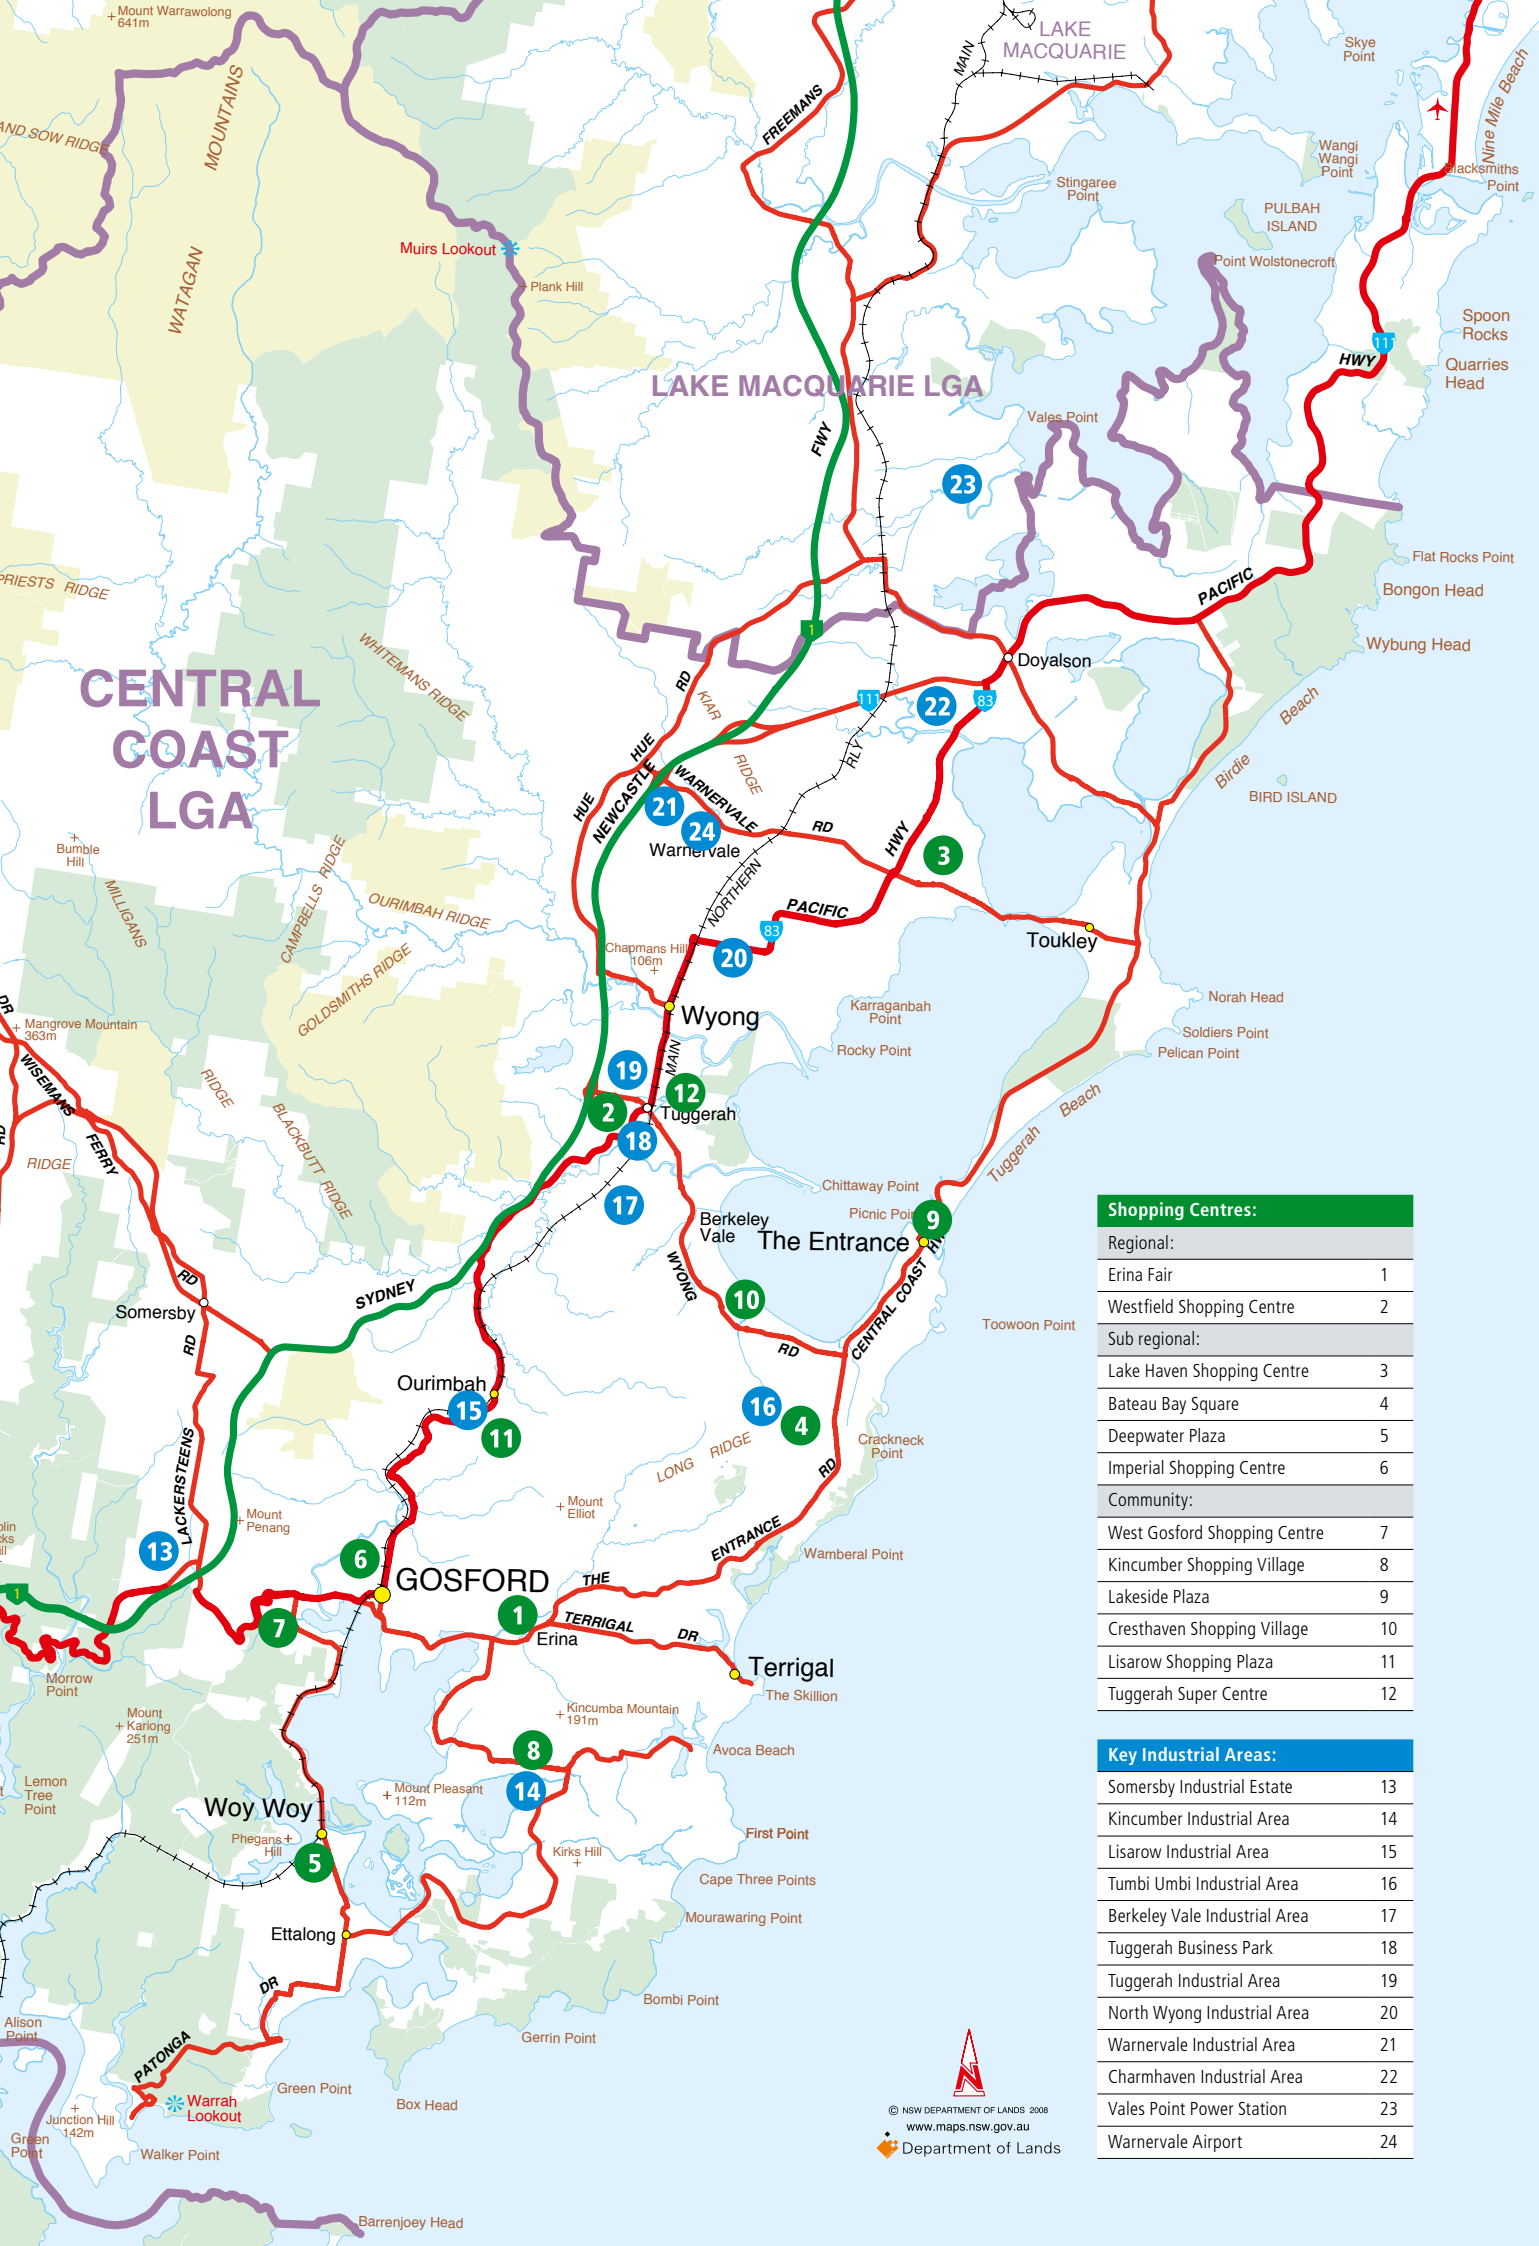 Mount Warrawolong
641m
LAKE
MACQUARIE
Skye
Point
MAIN
Nine Mile Beach
MOUNTAINS
FREEMANS
AND SOW RIDGE
Wangi
Wangi
Point
Blacksmiths
Point
Stingaree
Point
PULBAH
ISLAND
Muirs Lookout
Point Wolstonecroft
Plank Hill
WATAGAN
Spoon
Rocks
111
HWY
Quarries
Head
LAKE MACQUARIE LGA
Vales Point
FWY
23
Flat Rocks Point
PRIESTS RIDGE
PACIFIC
Bongon Head
1
Wybung Head
WHITEMANS RIDGE
Doyalson
CENTRAL
COAST
LGA
RD
KIAR
RIDGE
111
22
83
Beach
HUE
RLY
Birdie
BIRD ISLAND
HUE
NEWCASTLE
WARNERVALE
RD
21
24
Warnervale
HWY
3
Bumble
Hill
MILLIGANS
CAMPBELLS RIDGE
OURIMBAH RIDGE
NORTHERN
PACIFIC
83
Toukley
GOLDSMITHS RIDGE
Chapmans Hill
106m
20
DR
Mangrove Mountain
363m
Wyong
Karraganbah
Point
Norah Head
Soldiers Point
Pelican Point
Rocky Point
WISEMANS
MAIN
19
12
2
Tuggerah
RIDGE
BLACKBUTT RIDGE
Beach
RD
FERRY
RIDGE
18
Tuggerah
Chittaway Point
17
Berkeley
Vale
Picnic Poi
9
The Entrance
HW
RD
WYONG
SYDNEY
Somersby
10
CENTRAL COAST
Toowoon Point
RD
RD
Ourimbah
15
11
16
4
LONG RIDGE
Crackneck
Point
RD
LACKERSTEENS
Mount
Penang
Mount
Elliot
ENTRANCE
13
6
Wamberal Point
GOSFORD
THE
1
7
1
TERRIGAL
DR
Erina
Terrigal
The Skillion
Morrow
Point
Mount
Kariong
251m
Kincumba Mountain
191m
8
Avoca Beach
Lemon
Tree
Point
Mount Pleasant
112m
14
Woy Woy
Phegans
Hill
First Point
5
Kirks Hill
Cape Three Points
Mourawaring Point
Ettalong
DR
Bombi Point
Alison
Point
Gerrin Point
PATONGA
Green Point
Box Head
Warrah
Lookout
Junction Hill
142m
Green
Point
Walker Point
Barrenjoey Head
Shopping Centres:
Regional:
Erina Fair 1
Westfield Shopping Centre 2
Sub regional:
Lake Haven Shopping Centre 3
Bateau Bay Square 4
Deepwater Plaza 5
Imperial Shopping Centre 6
Community:
West Gosford Shopping Centre 7
Kincumber Shopping Village 8
Lakeside Plaza 9
Cresthaven Shopping Village 10
Lisarow Shopping Plaza 11
Tuggerah Super Centre 12
Key Industrial Areas:
Somersby Industrial Estate 13
Kincumber Industrial Area 14
Lisarow Industrial Area 15
Tumbi Umbi Industrial Area 16
Berkeley Vale Industrial Area 17
Tuggerah Business Park 18
Tuggerah Industrial Area 19
North Wyong Industrial Area 20
Warnervale Industrial Area 21
Charmhaven Industrial Area 22
Vales Point Power Station 23
Warnervale Airport 24
N
© NSW DEPARTMENT OF LANDS 2008
www.maps.nsw.gov.au
Department of Lands